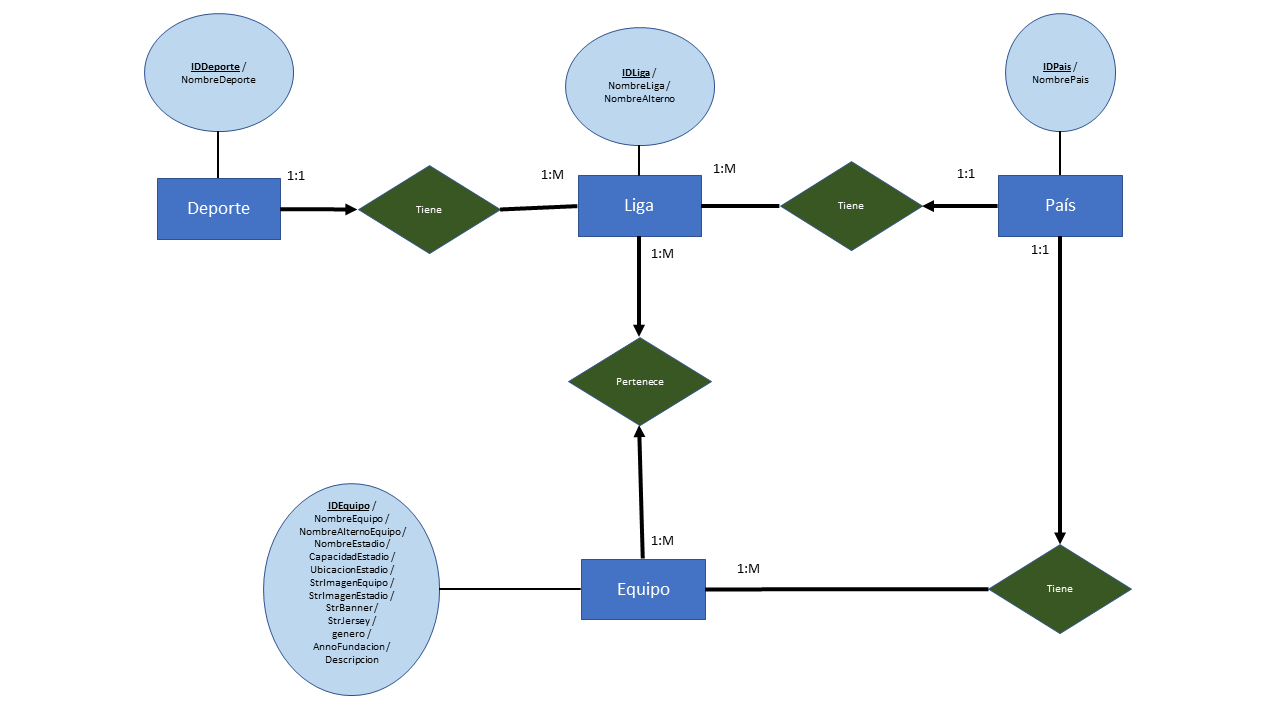 IDDeporte /
NombreDeporte
IDLiga /
NombreLiga /
NombreAlterno
IDPais /
NombrePais
Deporte
1:1
Tiene
1:M
Liga
1:M
Tiene
1:1
País
1:M
1:1
Pertenece
IDEquipo /
NombreEquipo /
NombreAlternoEquipo /
NombreEstadio /
CapacidadEstadio /
UbicacionEstadio /
StrImagenEquipo /
StrImagenEstadio /
StrBanner /
StrJersey /
genero /
AnnoFundacion /
Descripcion
1:M
Equipo
1:M
Tiene